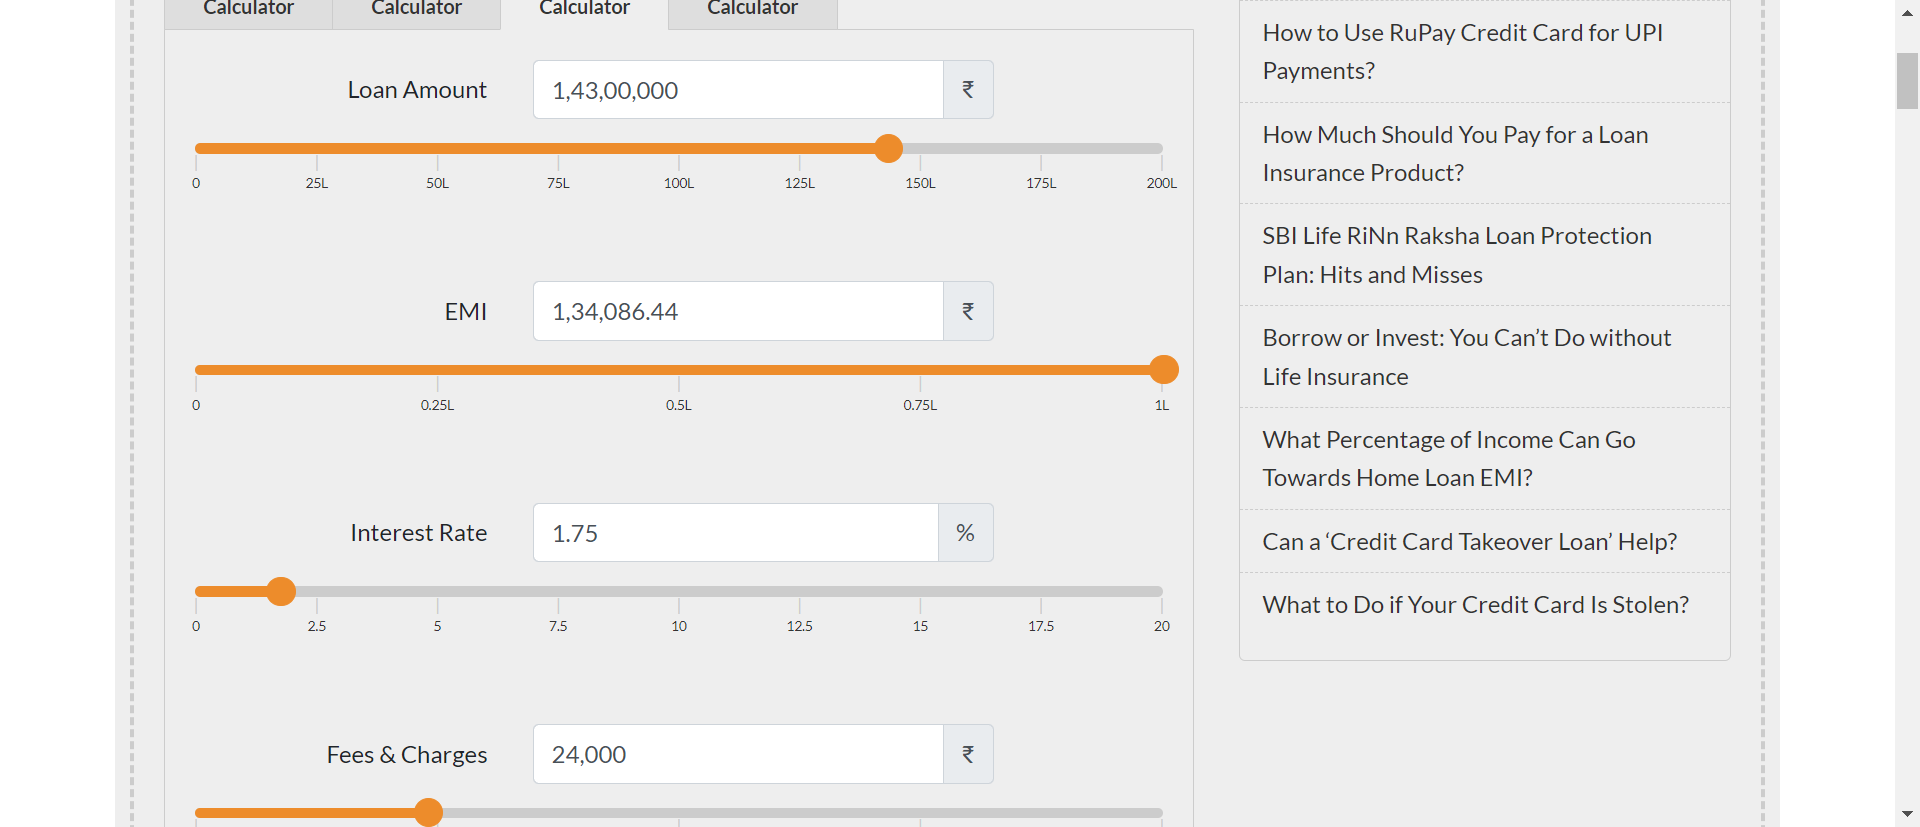 Calculator Calculator Calculator Calculator
Loan Amount 1,43,00,000 ₹
0 25L 50L 75L 100L 125L 150L 175L 200L
EMI 1,34,086.44 ₹
0 0.25L 0.5L 0.75L 1L
Interest Rate 1.75 %
0 2.5 5 7.5 10 12.5 15 17.5 20
Fees & Charges 24,000 ₹
How to Use RuPay Credit Card for UPI
Payments?
How Much Should You Pay for a Loan
Insurance Product?
SBI Life RiNn Raksha Loan Protection
Plan: Hits and Misses
Borrow or Invest: You Can’t Do without
Life Insurance
What Percentage of Income Can Go
Towards Home Loan EMI?
Can a ‘Credit Card Takeover Loan’ Help?
What to Do if Your Credit Card Is Stolen?